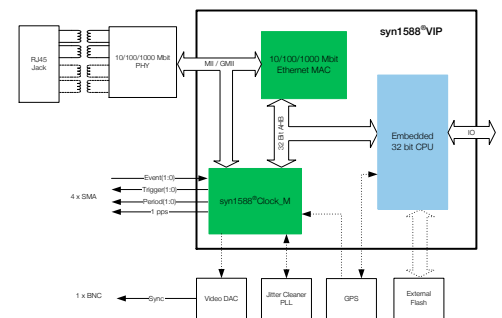 syn1588®VIP
RJ45
Jack
10/100/1000 Mbit
PHY
MII / GMII
10/100/1000 Mbit
Ethernet MAC
32 Bit AHB
Embedded
32 bit CPU
IO
4 x SMA
Event(1:0)
Trigger(1:0)
Period(1:0)
1 pps
syn1588®Clock_M
1 x BNC
Sync
Video DAC
Jitter Cleaner
PLL
GPS
External
Flash